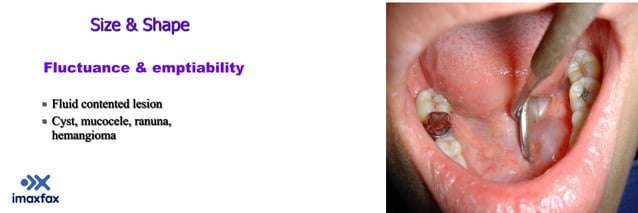 Size & Shape
Fluctuance & emptiability
Fluid contented lesion
Cyst, mucocele, ranuna,
hemangioma
imaxfax